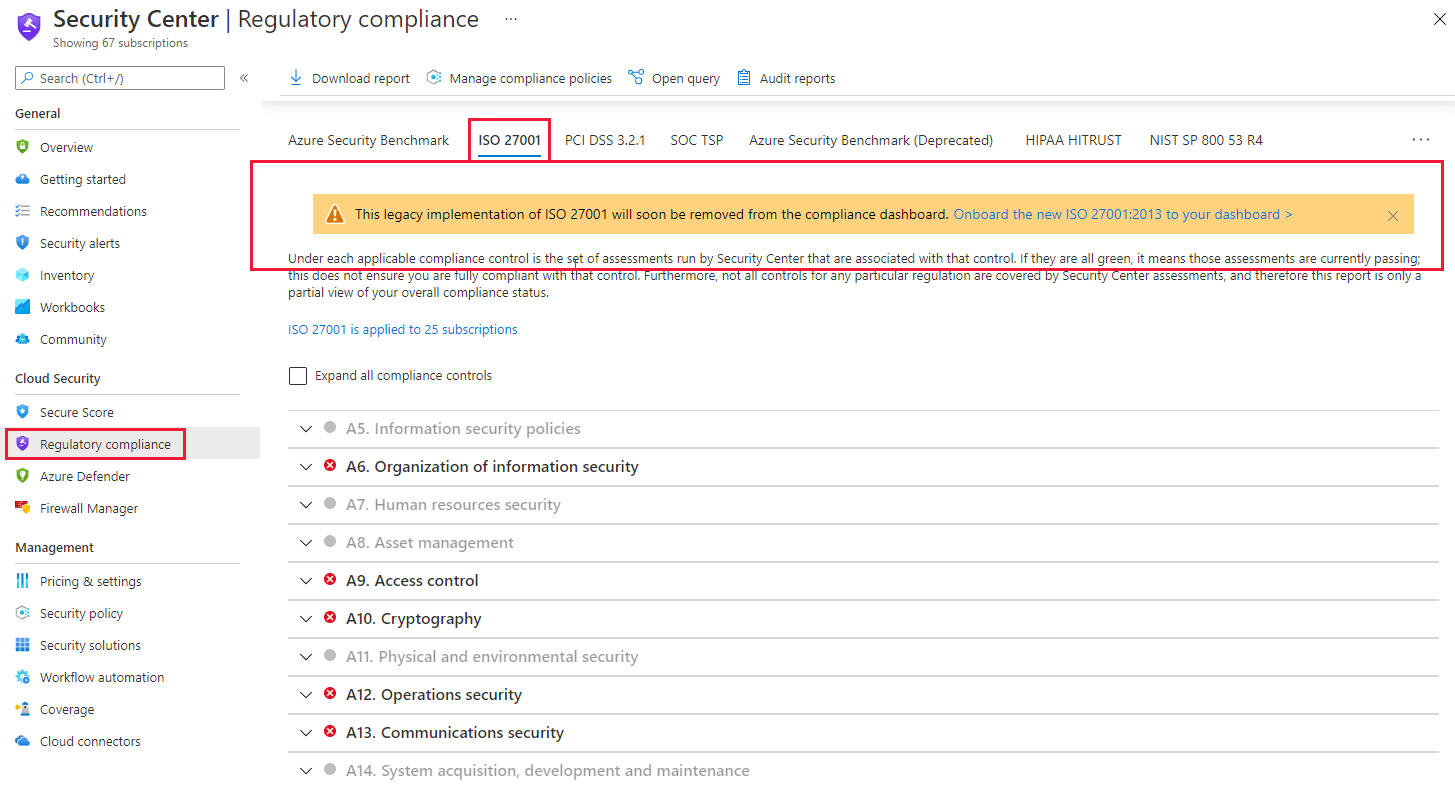 Security Center | Regulatory compliance ...
Showing 67 subscriptions
Search (Ctrl+/)
«
General
Overview
Getting started
Recommendations
Security alerts
Inventory
Workbooks
Community
Cloud Security
Secure Score
Regulatory compliance
Azure Defender
Firewall Manager
Management
Pricing & settings
Security policy
Security solutions
Workflow automation
Coverage
Cloud connectors
Download report Manage compliance policies Open query Audit reports
Azure Security Benchmark ISO 27001 PCI DSS 3.2.1 SOC TSP Azure Security Benchmark (Deprecated) HIPAA HITRUST NIST SP 800 53 R4 ...
This legacy implementation of ISO 27001 will soon be removed from the compliance dashboard. Onboard the new ISO 27001:2013 to your dashboard >
Under each applicable compliance control is the set of assessments run by Security Center that are associated with that control. If they are all green, it means those assessments are currently passing;
this does not ensure you are fully compliant with that control. Furthermore, not all controls for any particular regulation are covered by Security Center assessments, and therefore this report is only a
partial view of your overall compliance status.
ISO 27001 is applied to 25 subscriptions
Expand all compliance controls
A5. Information security policies
A6. Organization of information security
A7. Human resources security
A8. Asset management
A9. Access control
A10. Cryptography
A11. Physical and environmental security
A12. Operations security
A13. Communications security
A14. System acquisition, development and maintenance